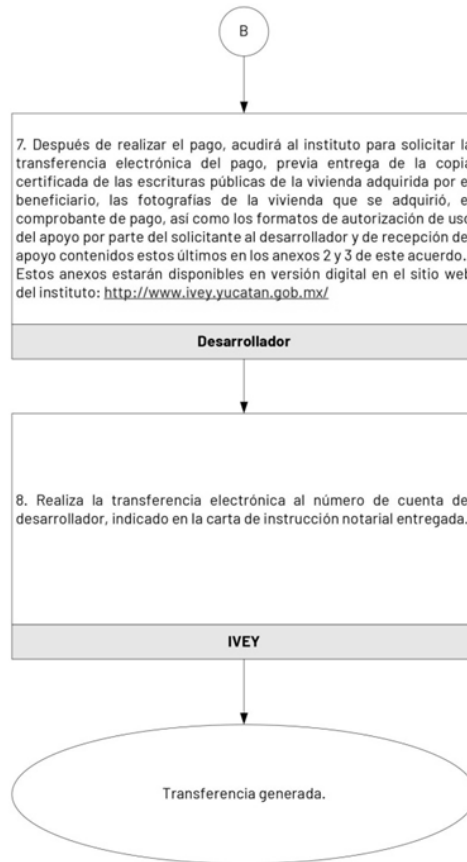 B
7. Después de realizar el pago, acudirá al instituto para solicitar la
transferencia electrónica del pago, previa entrega de la copia
certificada de las escrituras públicas de la vivienda adquirida por e
beneficiario, las fotografías de la vivienda que se adquirió, e
comprobante de pago, así como los formatos de autorización de uso
del apoyo por parte del solicitante al desarrollador y de recepción de
apoyo contenidos estos últimos en los anexos 2 y 3 de este acuerdo.
Estos anexos estarán disponibles en versión digital en el sitio web
del instituto: http://www.ivey.yucatan.gob.mx/
Desarrollador
8. Realiza la transferencia electrónica al número de cuenta de
desarrollador, indicado en la carta de instrucción notarial entregada.
IVEY
Transferencia generada.